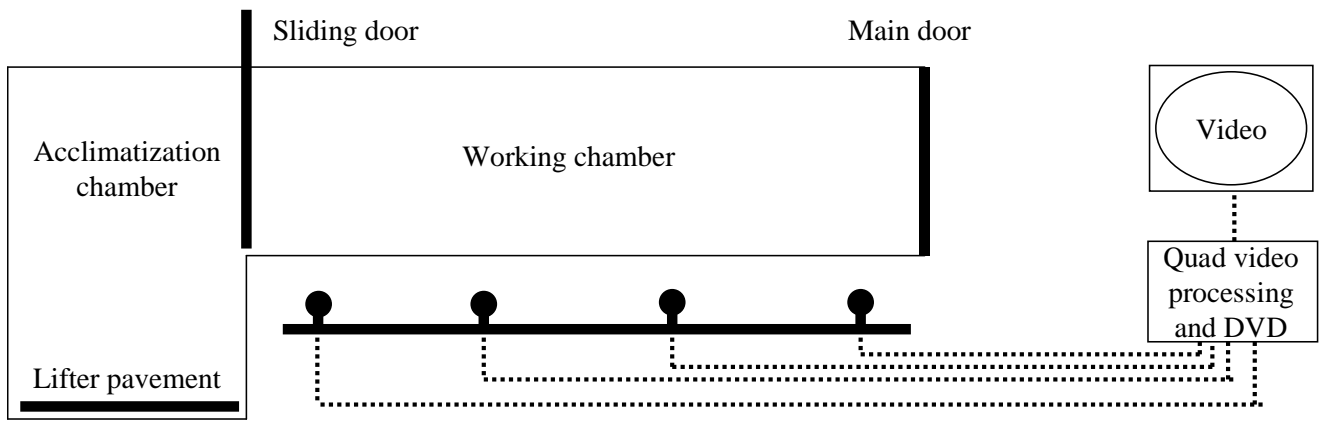 Sliding door
Main door
Acclimatization
chamber
Working chamber
Video
Quad video
processing
and DVD
Lifter pavement